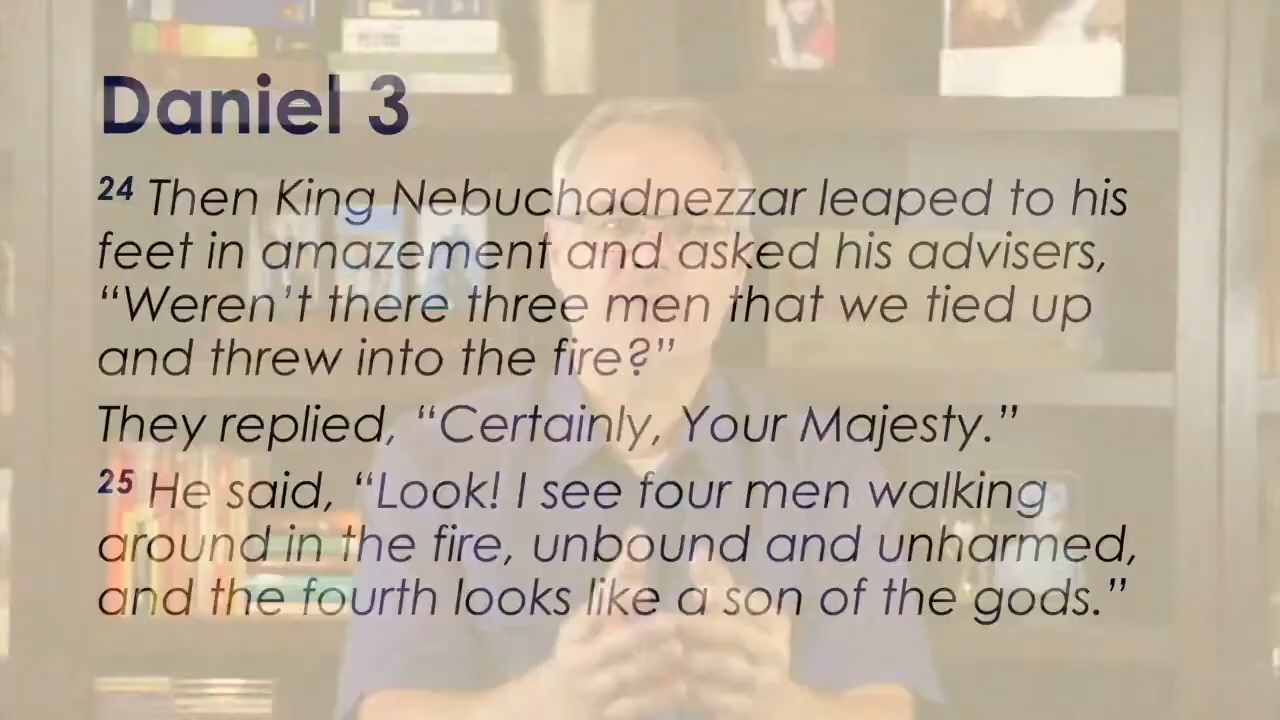 Daniel 3
24 Then King Nebuchadnezzar leaped to his
feet in amazement and asked his advisers,
“Weren’t there three men that we tied up
and threw into the fire?”
They replied, “Certainly, Your Majesty.”
25 He said, “Look! I see four men walking
around in the fire, unbound and unharmed,
and the fourth looks like a son of the gods.”